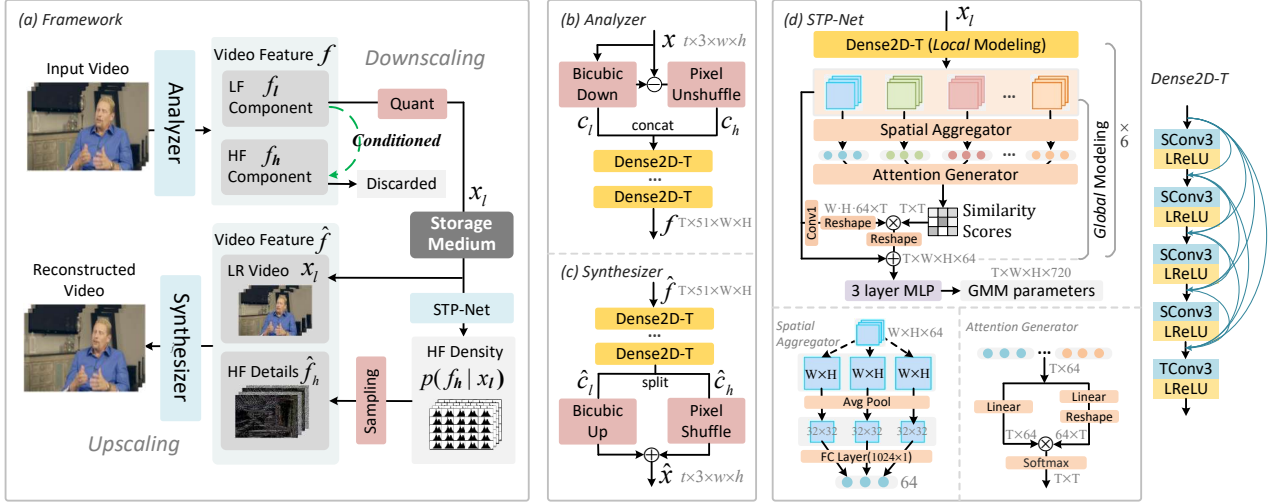 (a) Framework
Input Video
Analyzer
Video Feature f
LF f_l
Component
HF f_h
Component
Downscaling
Quant
Conditioned
Discarded
x_l
Storage
Medium
Video Feature f̂
LR Video x_l
HF Details f̂_h
Reconstructed
Video
Synthesizer
Upscaling
STP-Net
HF Density
p(f_h | x_l)
Sampling
(b) Analyzer
x t×3×w×h
Bicubic
Down
Pixel
Unshuffle
c_l
concat
c_h
Dense2D-T
...
Dense2D-T
f T×51×W×H
(c) Synthesizer
f̂ T×51×W×H
Dense2D-T
...
Dense2D-T
ĉ_l
split
ĉ_h
Bicubic
Up
Pixel
Shuffle
x̂ t×3×w×h
(d) STP-Net
x_l
Dense2D-T (Local Modeling)
...
Spatial Aggregator
...
Attention Generator
Conv1
W·H·64×T
Reshape
T×T
Similarity
Scores
Reshape
T×W×H×64
Global Modeling
×6
3 layer MLP
T×W×H×720
GMM parameters
Spatial
Aggregator
W×H×64
W×H
W×H
W×H
Avg Pool
32×32
32×32
32×32
FC Layer(1024×1)
64
Attention Generator
...
T×64
Linear
Linear
Reshape
T×64
64×T
Softmax
T×T
Dense2D-T
SConv3
LReLU
SConv3
LReLU
SConv3
LReLU
SConv3
LReLU
TConv3
LReLU